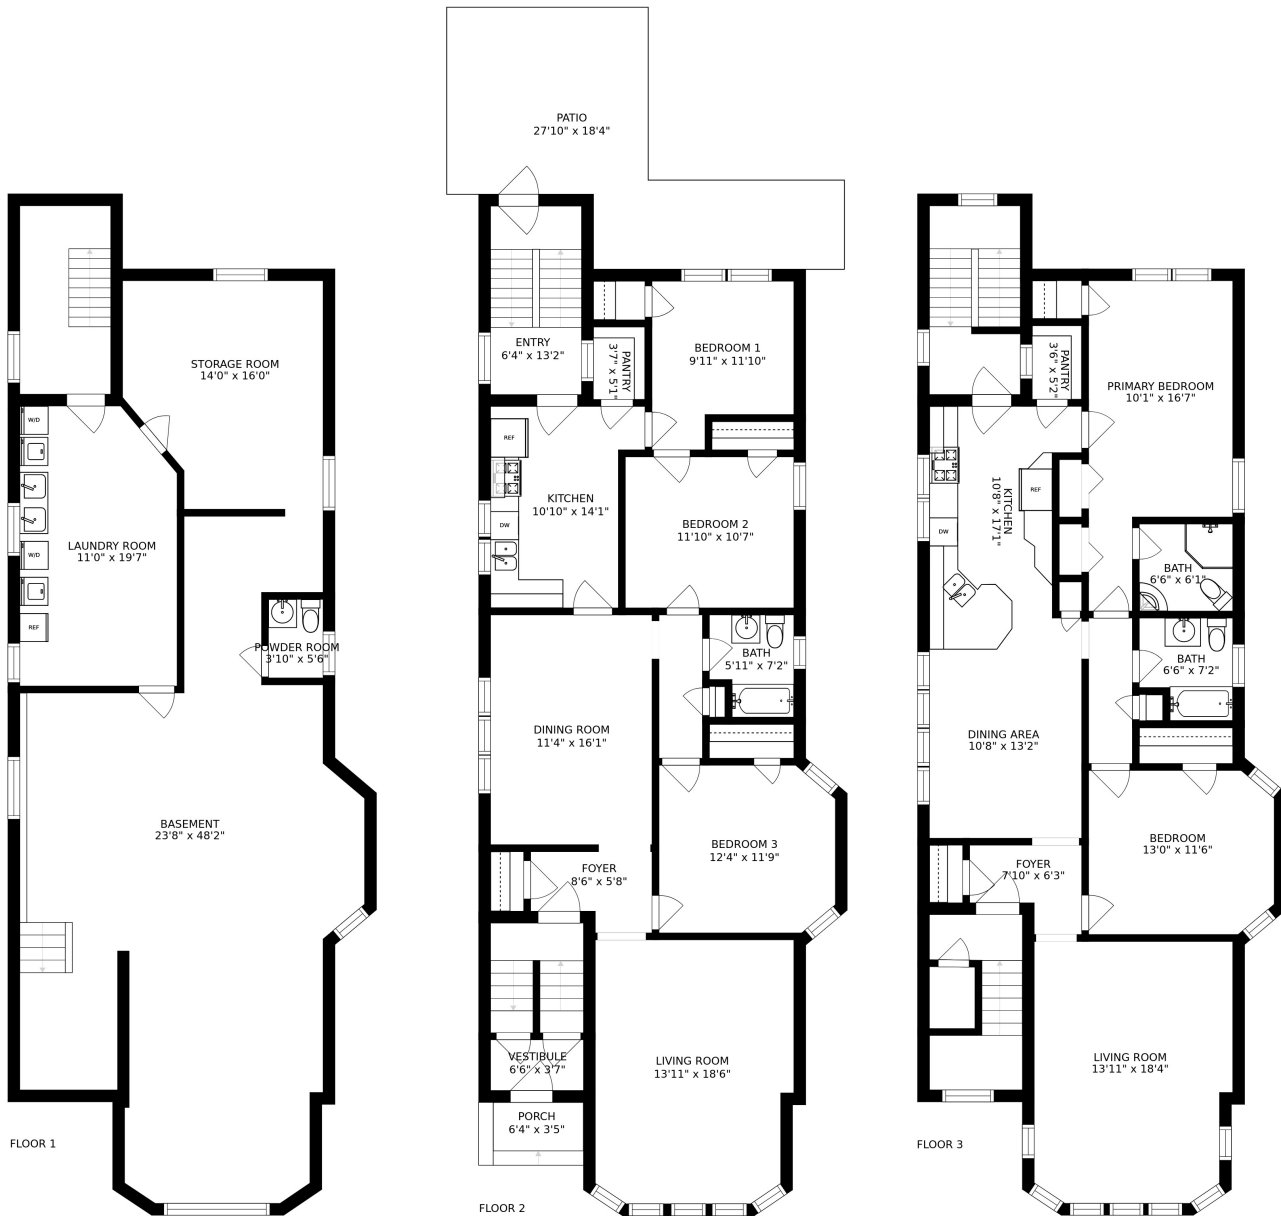 STORAGE ROOM
14'0" x 16'0"
W/D
LAUNDRY ROOM
11'0" x 19'7"
W/D
REF
POWDER ROOM
3'10" x 5'6"
BASEMENT
23'8" x 48'2"
FLOOR 1
PATIO
27'10" x 18'4"
ENTRY
6'4" x 13'2"
PANTRY
3'7" x 5'1"
BEDROOM 1
9'11" x 11'10"
REF
KITCHEN
10'10" x 14'1"
DW
BEDROOM 2
11'10" x 10'7"
BATH
5'11" x 7'2"
DINING ROOM
11'4" x 16'1"
BEDROOM 3
12'4" x 11'9"
FOYER
8'6" x 5'8"
VESTIBULE
6'6" x 3'7"
LIVING ROOM
13'11" x 18'6"
PORCH
6'4" x 3'5"
FLOOR 2
PANTRY
3'6" x 5'2"
PRIMARY BEDROOM
10'1" x 16'7"
REF
KITCHEN
10'8" x 17'1"
DW
BATH
6'6" x 6'1"
BATH
6'6" x 7'2"
DINING AREA
10'8" x 13'2"
BEDROOM
13'0" x 11'6"
FOYER
7'10" x 6'3"
LIVING ROOM
13'11" x 18'4"
FLOOR 3